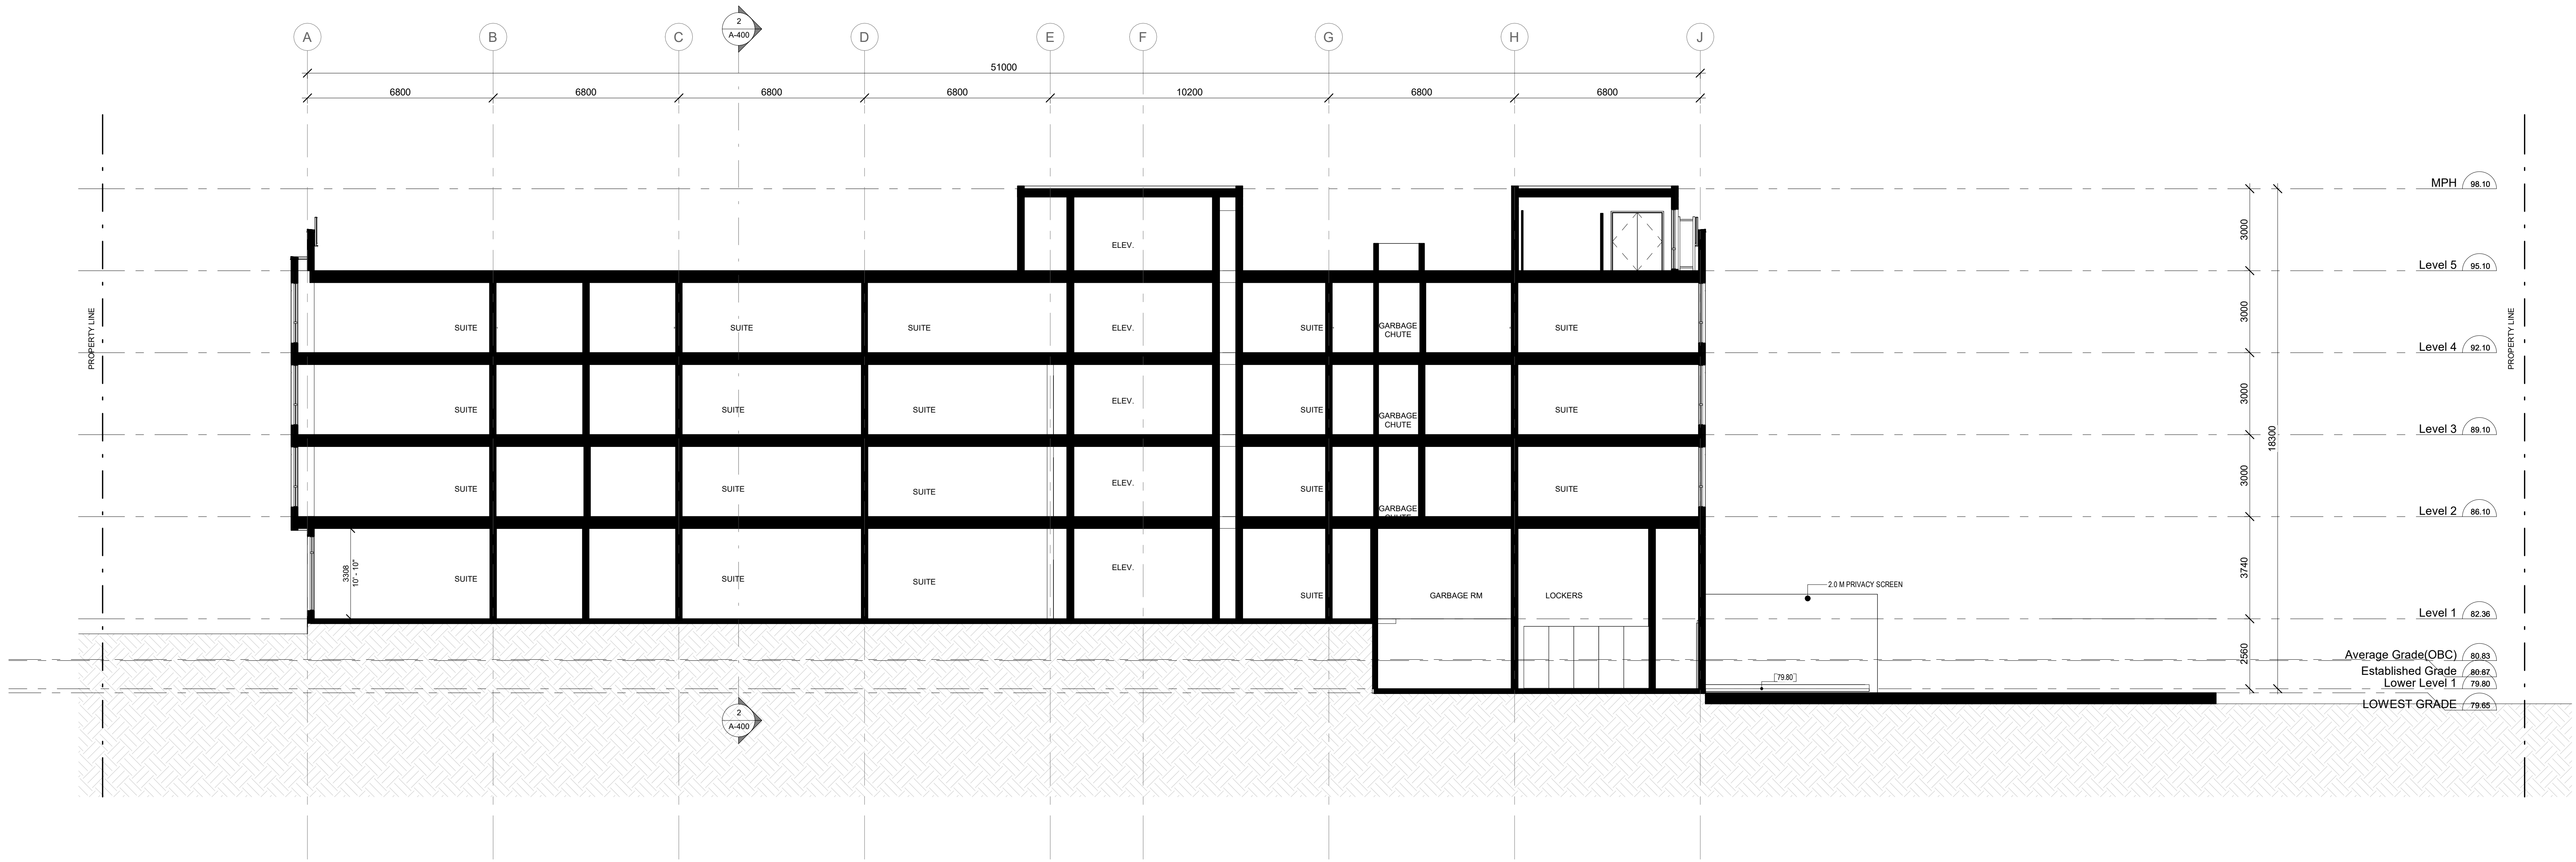 2
A-400
A
B
C
D
E
F
G
H
J
51000
6800
6800
6800
6800
10200
6800
6800
MPH 98.10
3000
ELEV.
Level 5 95.10
PROPERTY LINE
SUITE
SUITE
SUITE
ELEV.
SUITE
GARBAGE
CHUTE
SUITE
3000
PROPERTY LINE
Level 4 92.10
SUITE
SUITE
SUITE
ELEV.
SUITE
GARBAGE
CHUTE
SUITE
3000
18300
Level 3 89.10
SUITE
SUITE
SUITE
ELEV.
SUITE
GARBAGE
CHUTE
SUITE
3000
Level 2 86.10
3308
10' - 10"
SUITE
SUITE
SUITE
ELEV.
SUITE
GARBAGE RM
LOCKERS
2.0 M PRIVACY SCREEN
3740
Level 1 82.36
2560
Average Grade(OBC) 80.83
Established Grade 80.87
Lower Level 1 79.80
[79.80]
LOWEST GRADE 79.65
2
A-400